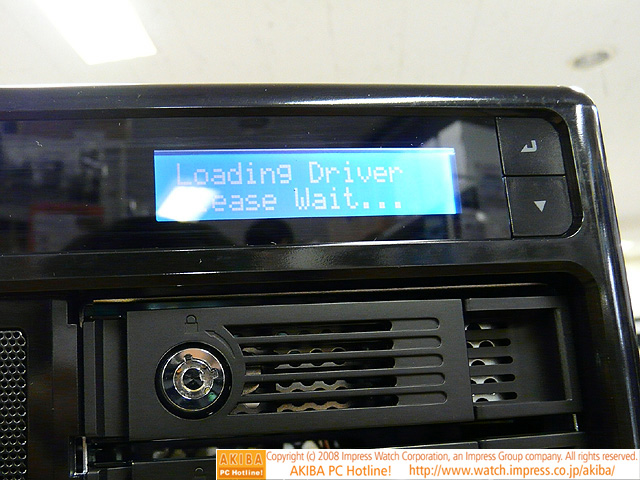 Loading Driver
ease Wait...
AKIBA
PC Hotline!
Copyright (c) 2008 Impress Watch Corporation, an Impress Group company. All rights reserved.
AKIBA PC Hotline! http://www.watch.impress.co.jp/akiba/